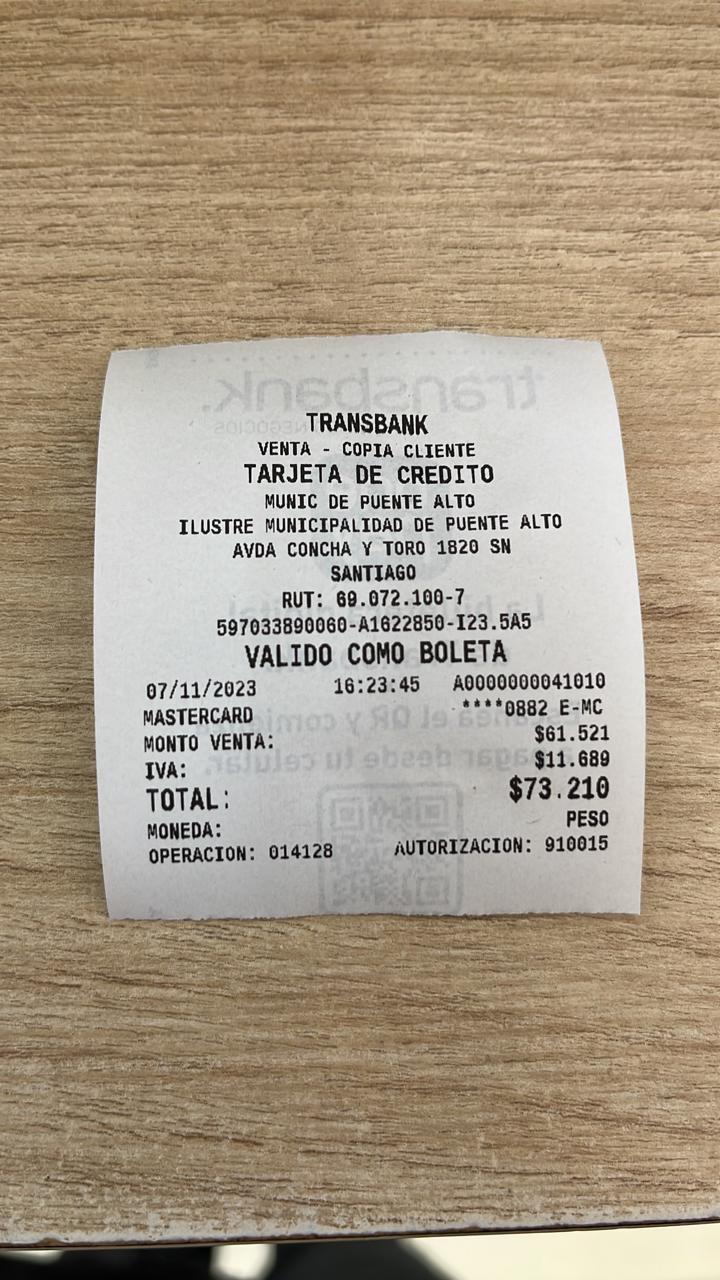 transbank.
NEGOCIOS
TRANSBANK
VENTA - COPIA CLIENTE
TARJETA DE CREDITO
MUNIC DE PUENTE ALTO
ILUSTRE MUNICIPALIDAD DE PUENTE ALTO
AVDA CONCHA Y TORO 1820 SN
SANTIAGO
RUT: 69.072.100-7
597033890060-A1622850-I23.5A5
VALIDO COMO BOLETA
07/11/2023 16:23:45 A0000000041010
MASTERCARD ****0882 E-MC
MONTO VENTA: $61.521
IVA: $11.689
TOTAL: $73.210
MONEDA: PESO
OPERACION: 014128 AUTORIZACION: 910015